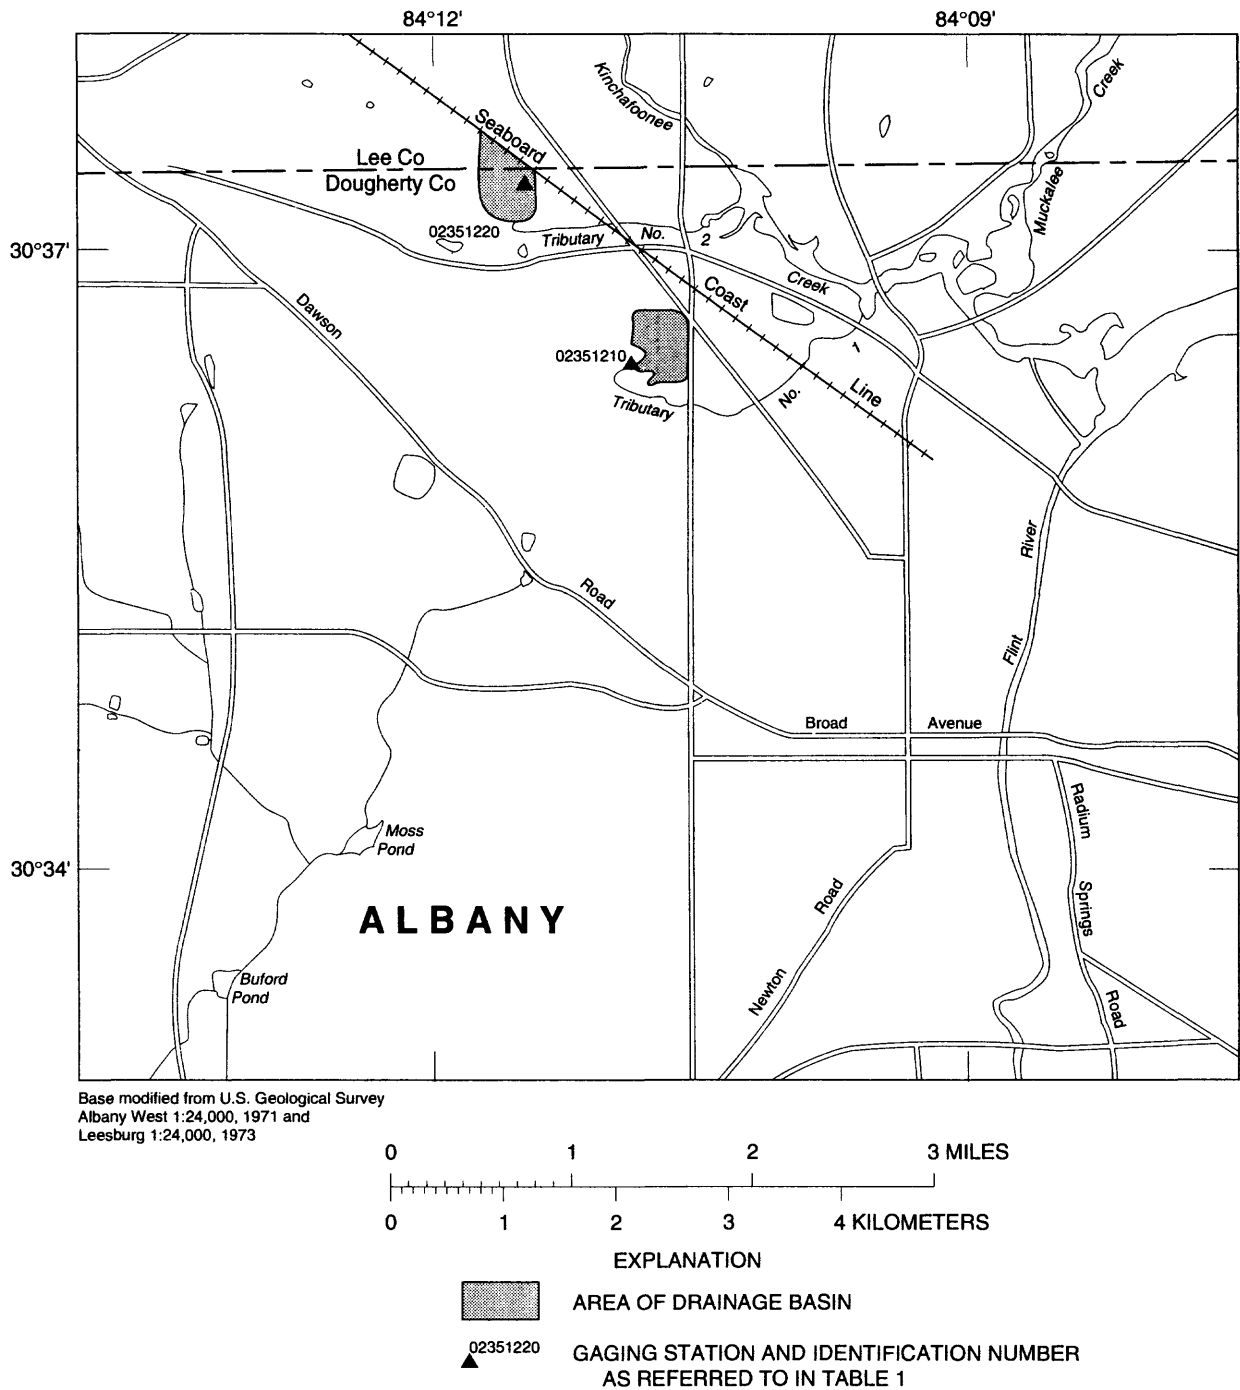 84°12'
84°09'
Kinchafoonee
Creek
Seaboard
Lee Co
Dougherty Co
Muckalee
02351220
Tributary
No.
2
30°37'
Creek
Coast
Dawson
02351210
1
Line
No.
Tributary
River
Road
Flint
Broad
Avenue
Radium
Moss
Pond
30°34'
Road
Springs
ALBANY
Buford
Pond
Newton
Road
Base modified from U.S. Geological Survey
Albany West 1:24,000, 1971 and
Leesburg 1:24,000, 1973
0 1 2 3 MILES
0 1 2 3 4 KILOMETERS
EXPLANATION
AREA OF DRAINAGE BASIN
02351220
GAGING STATION AND IDENTIFICATION NUMBER
AS REFERRED TO IN TABLE 1